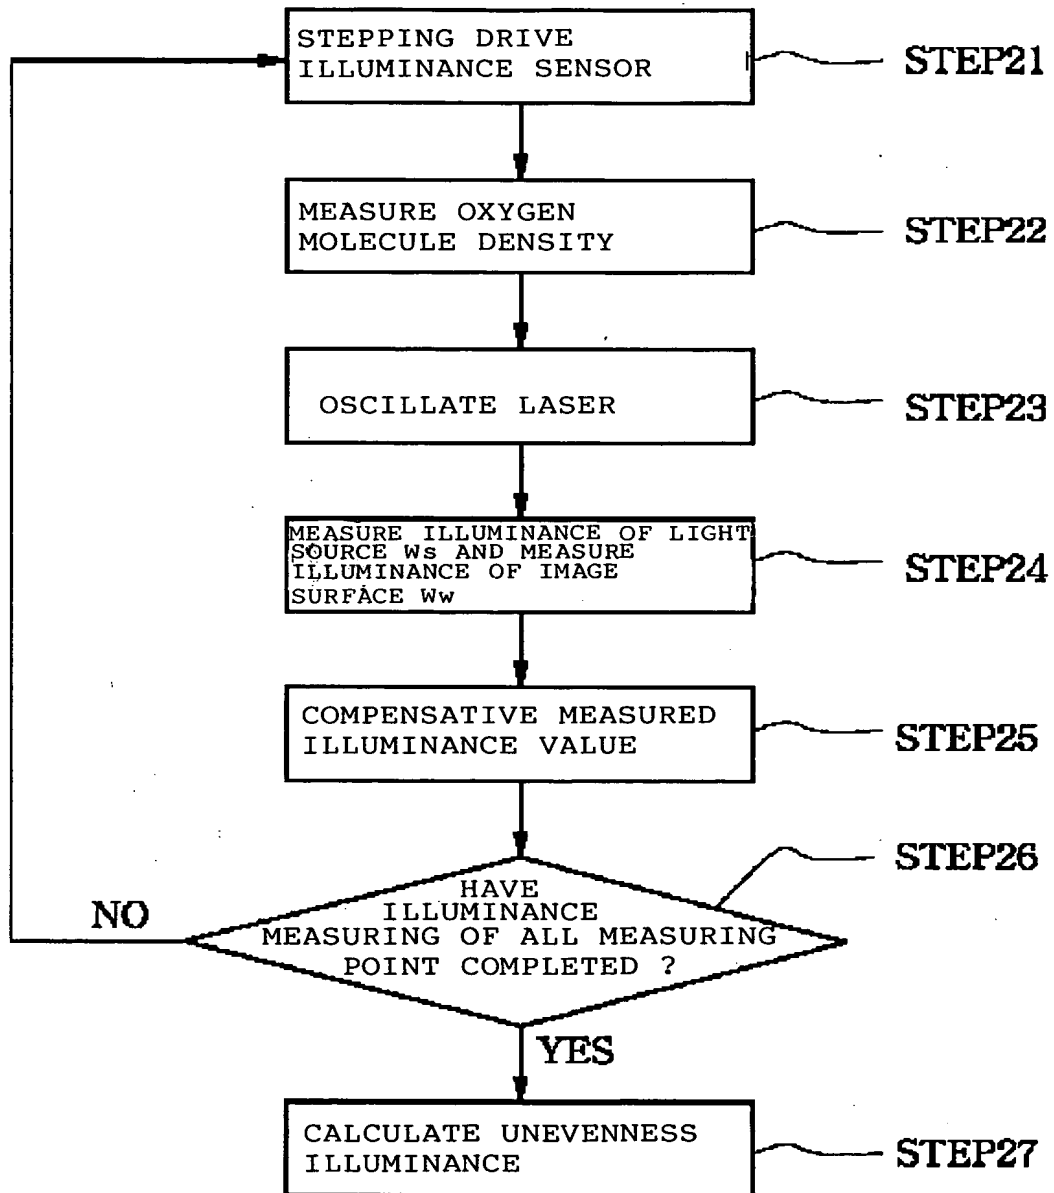 STEPPING DRIVE
ILLUMINANCE SENSOR
STEP21
MEASURE OXYGEN
MOLECULE DENSITY
STEP22
OSCILLATE LASER
STEP23
MEASURE ILLUMINANCE OF LIGHT
SOURCE Ws AND MEASURE
ILLUMINANCE OF IMAGE
SURFACE Ww
STEP24
COMPENSATIVE MEASURED
ILLUMINANCE VALUE
STEP25
STEP26
HAVE
ILLUMINANCE
MEASURING OF ALL MEASURING
POINT COMPLETED ?
NO
YES
CALCULATE UNEVENNESS
ILLUMINANCE
STEP27